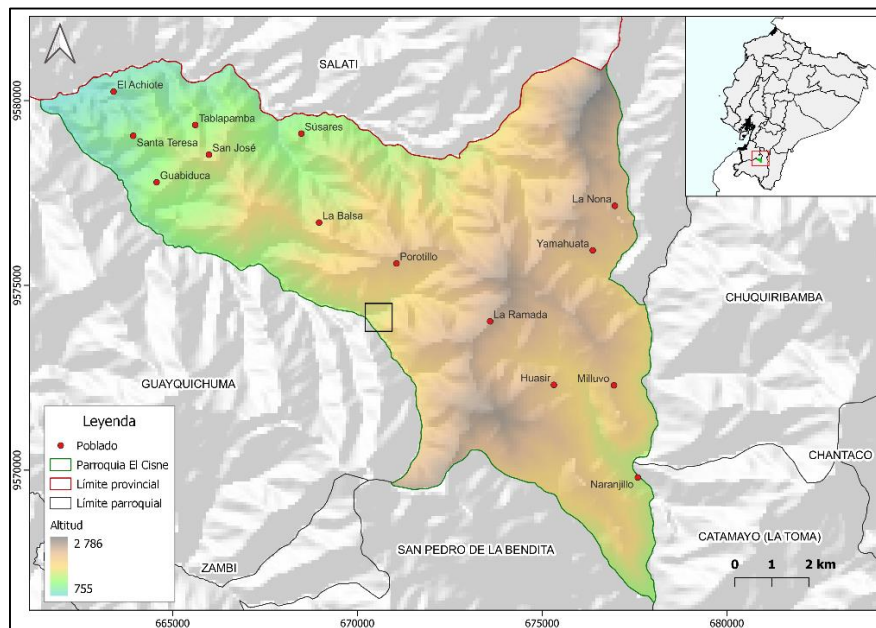 SALATI
El Achiote
Tablapamba
Súsares
Santa Teresa
San José
Guabiduca
La Nona
La Balsa
Yamahuata
Porotillo
CHUQUIRIBAMBA
La Ramada
GUAYQUICHUMA
Huasir
Milluvo
Leyenda
Poblado
Parroquia El Cisne
Límite provincial
Límite parroquial
Altitud
2 786
755
CHANTACO
Naranjillo
CATAMAYO (LA TOMA)
SAN PEDRO DE LA BENDITA
ZAMBI
0 1 2 km
9580000
9575000
9570000
665000 670000 675000 680000